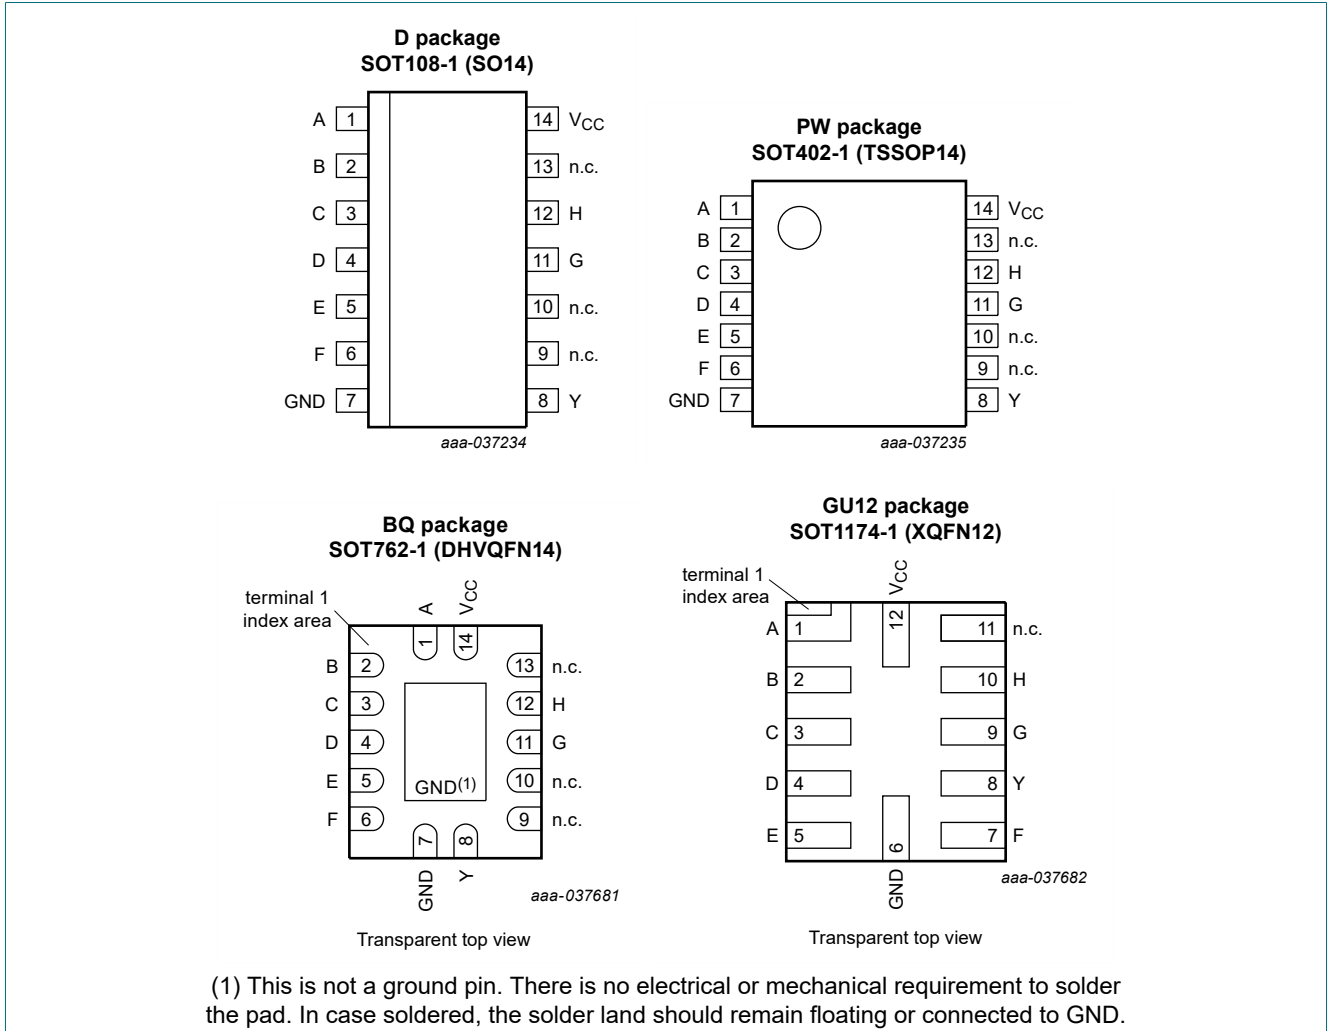 D package
SOT108-1 (SO14)
A 1 14 VCC
B 2 13 n.c.
C 3 12 H
D 4 11 G
E 5 10 n.c.
F 6 9 n.c.
GND 7 8 Y
aaa-037234
PW package
SOT402-1 (TSSOP14)
A 1 14 VCC
B 2 13 n.c.
C 3 12 H
D 4 11 G
E 5 10 n.c.
F 6 9 n.c.
GND 7 8 Y
aaa-037235
BQ package
SOT762-1 (DHVQFN14)
terminal 1
index area
A VCC
1 14
B 2 13 n.c.
C 3 12 H
D 4 11 G
E 5 10 n.c.
F 6 9 n.c.
GND(1)
7 8
GND Y
aaa-037681
Transparent top view
GU12 package
SOT1174-1 (XQFN12)
terminal 1
index area
VCC
12
A 1 11 n.c.
B 2 10 H
C 3 9 G
D 4 8 Y
E 5 7 F
6
GND
aaa-037682
Transparent top view
(1) This is not a ground pin. There is no electrical or mechanical requirement to solder
the pad. In case soldered, the solder land should remain floating or connected to GND.